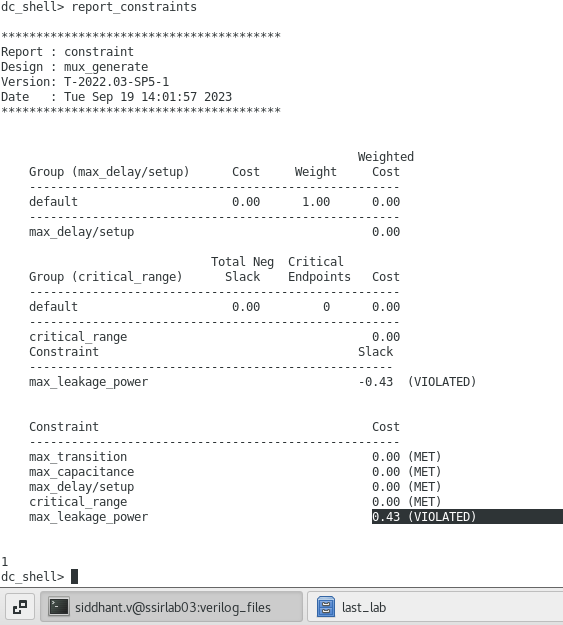 dc_shell> report_constraints
****************************************
Report : constraint
Design : mux_generate
Version: T-2022.03-SP5-1
Date   : Tue Sep 19 14:01:57 2023
****************************************
                                               Weighted
    Group (max_delay/setup)      Cost     Weight     Cost
    -----------------------------------------------------
    default                      0.00      1.00      0.00
    -----------------------------------------------------
    max_delay/setup                                  0.00
                              Total Neg  Critical
    Group (critical_range)      Slack    Endpoints   Cost
    -----------------------------------------------------
    default                      0.00         0      0.00
    -----------------------------------------------------
    critical_range                                   0.00
    Constraint                                     Slack
    ----------------------------------------------------
    max_leakage_power                              -0.43  (VIOLATED)
    Constraint                                       Cost
    -----------------------------------------------------
    max_transition                                   0.00 (MET)
    max_capacitance                                  0.00 (MET)
    max_delay/setup                                  0.00 (MET)
    critical_range                                   0.00 (MET)
    max_leakage_power                                0.43 (VIOLATED)
1
dc_shell>
siddhant.v@ssirlab03:verilog_files
last_lab